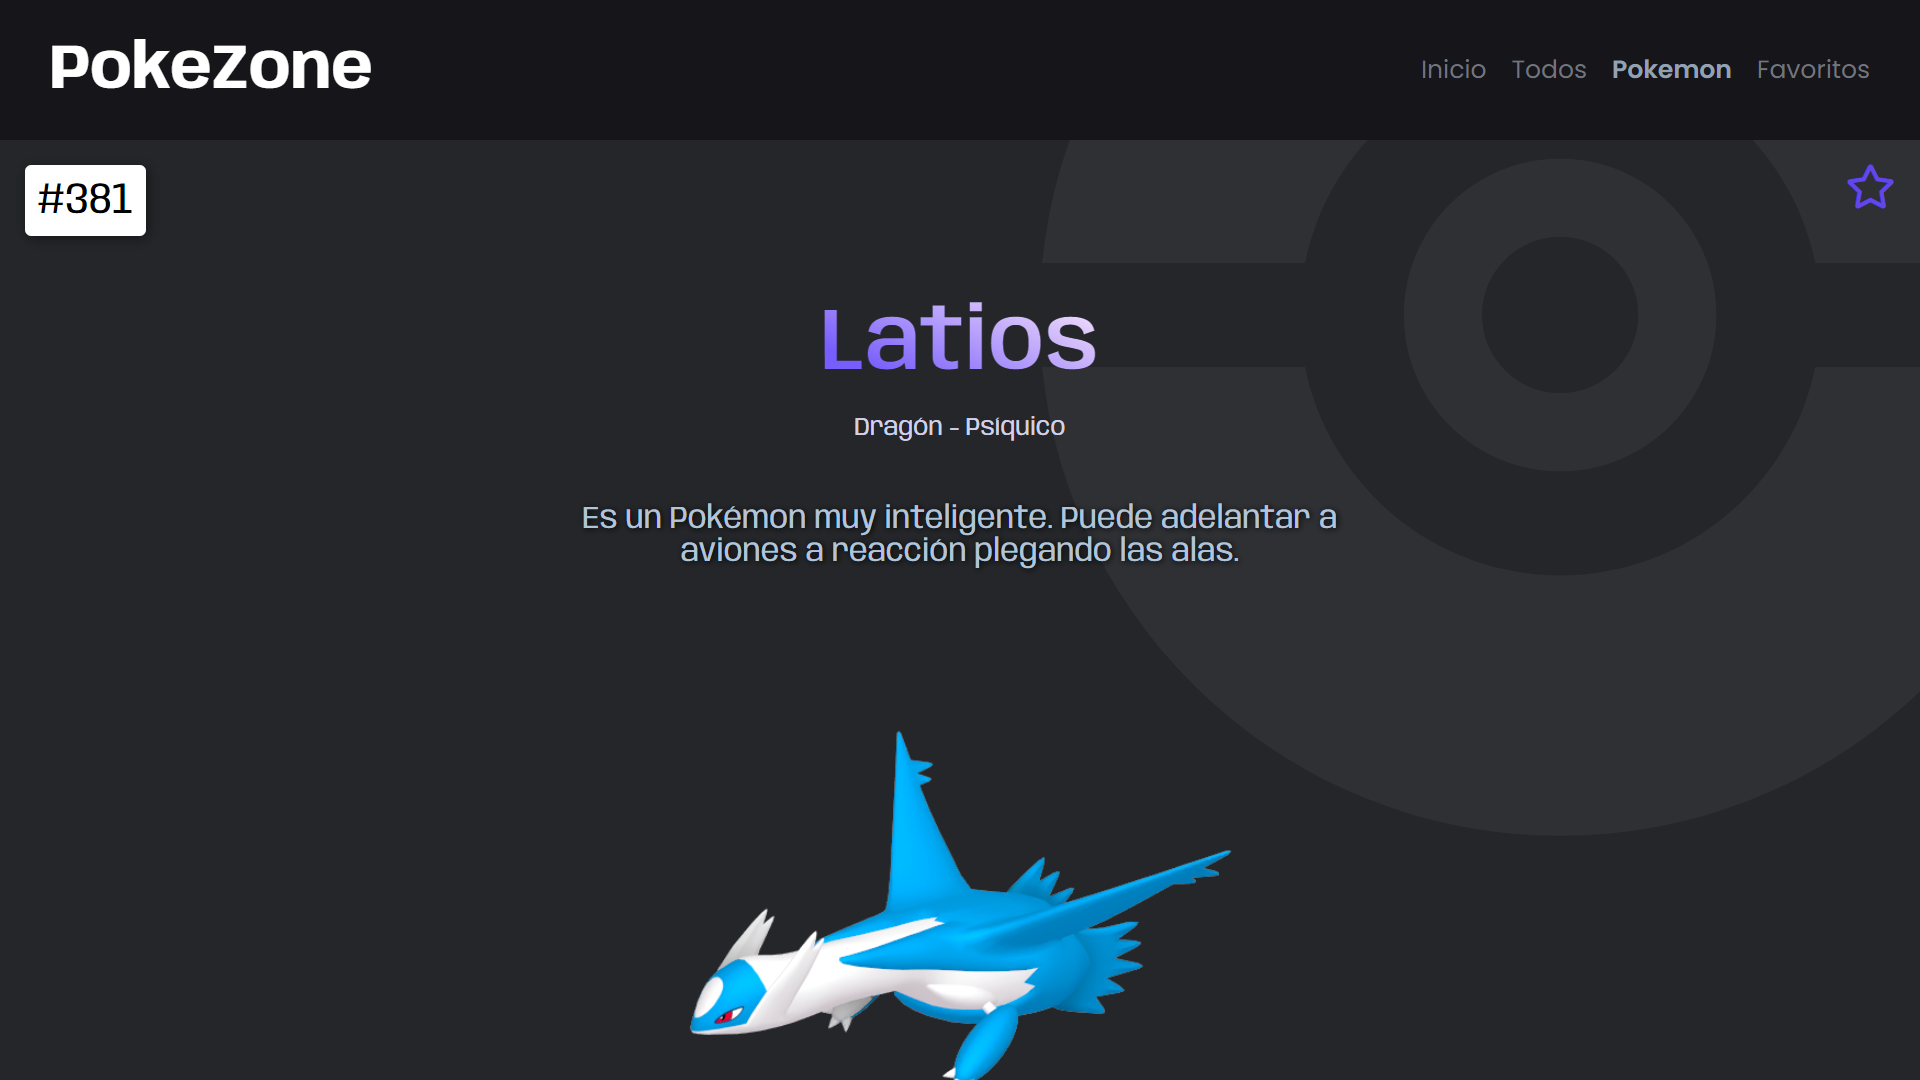 PokeZone
Inicio Todos Pokemon Favoritos
#381
Latios
Dragón - Psíquico
Es un Pokémon muy inteligente. Puede adelantar a
aviones a reacción plegando las alas.